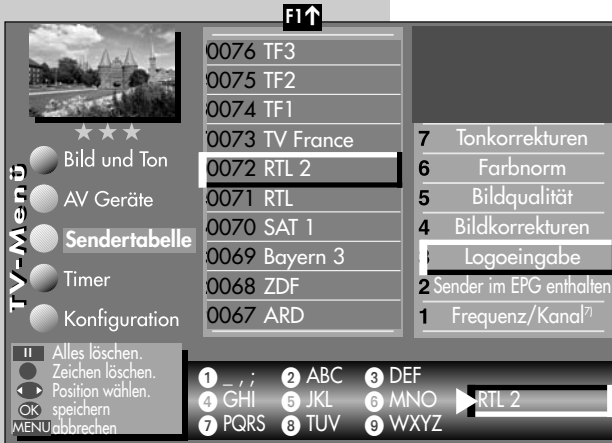 F1↑
0076 TF3
0075 TF2
0074 TF1
0073 TV France
0072 RTL 2
0071 RTL
0070 SAT 1
0069 Bayern 3
0068 ZDF
0067 ARD
TV-Menü
Bild und Ton
AV Geräte
Sendertabelle
Timer
Konfiguration
7 Tonkorrekturen
6 Farbnorm
5 Bildqualität
4 Bildkorrekturen
3 Logoeingabe
2 Sender im EPG enthalten
1 Frequenz/Kanal7)
II Alles löschen.
Zeichen löschen.
Position wählen.
OK speichern
MENU abbrechen
1 _ , ; 2 ABC 3 DEF
4 GHI 5 JKL 6 MNO
7 PQRS 8 TUV 9 WXYZ
RTL 2